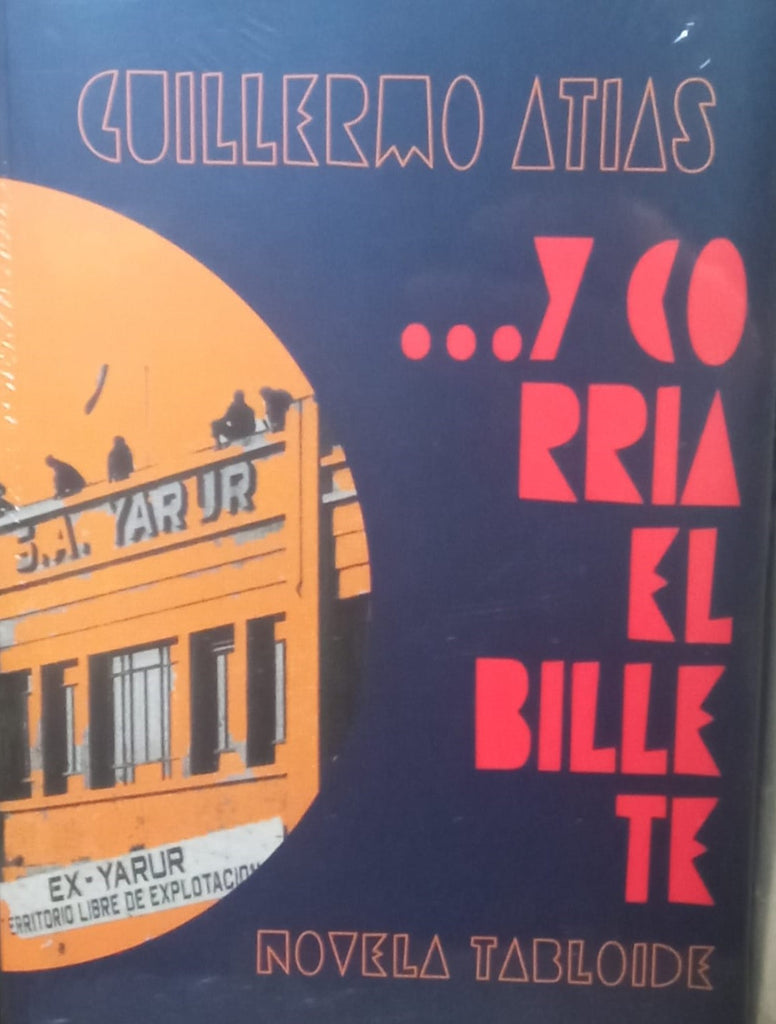 GUILLERMO ATIAS
...Y CO
RRIA
EL
BILLE
TE
S.A. YARUR
EX-YARUR
ERRITORIO LIBRE DE EXPLOTACION
NOVELA TABLOIDE